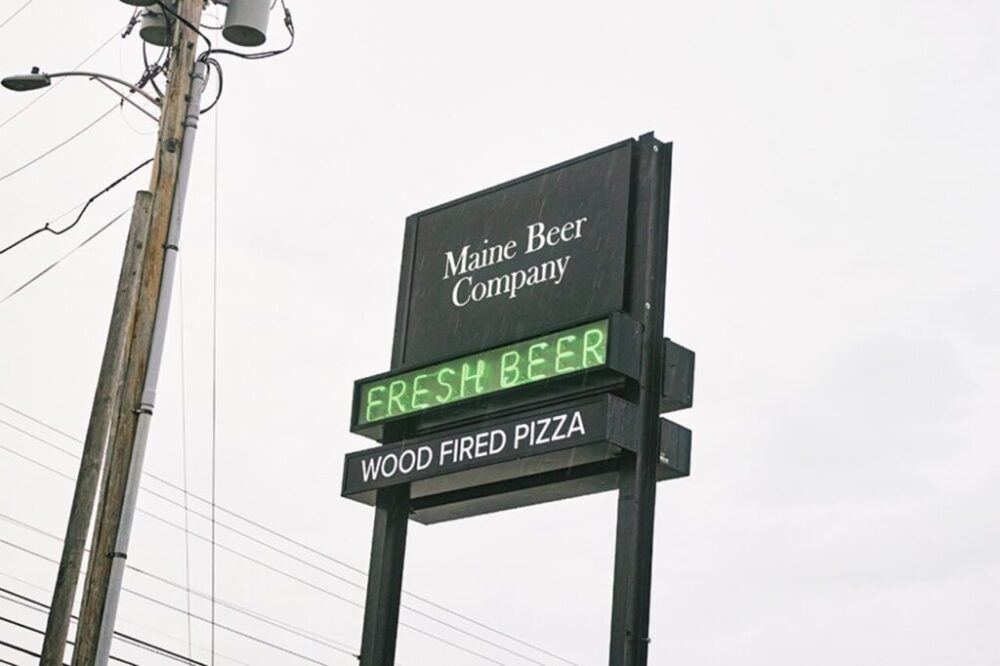 Maine Beer
Company
FRESH BEER
WOOD FIRED PIZZA